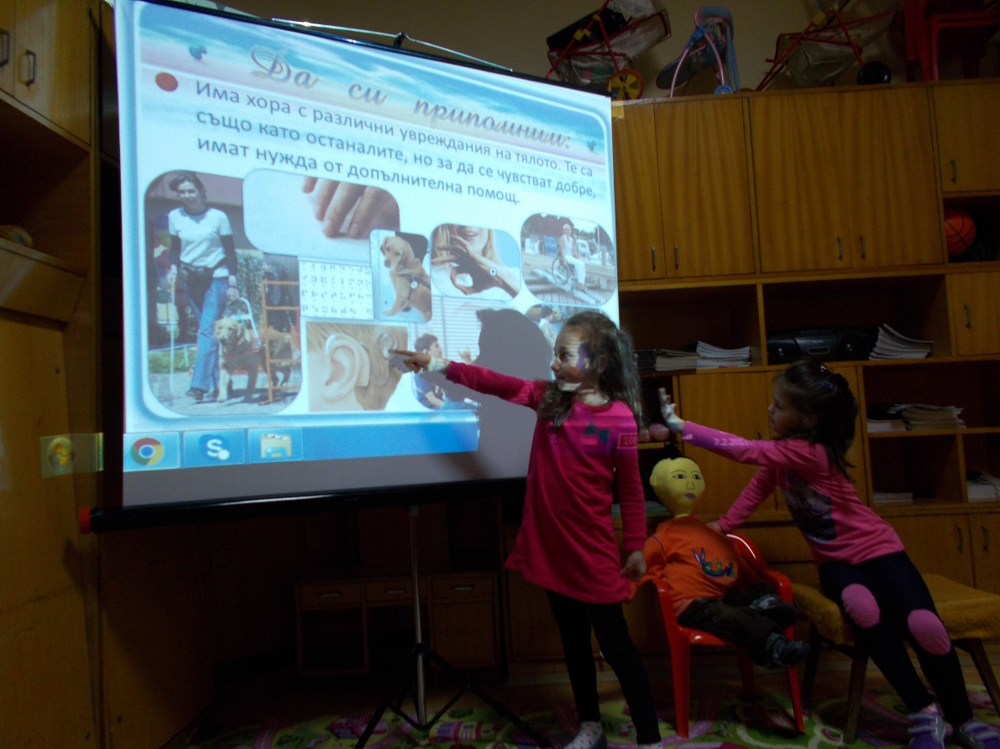 Да си припомним:
Има хора с различни увреждания на тялото. Те са
също като останалите, но за да се чувстват добре,
имат нужда от допълнителна помощ.
S